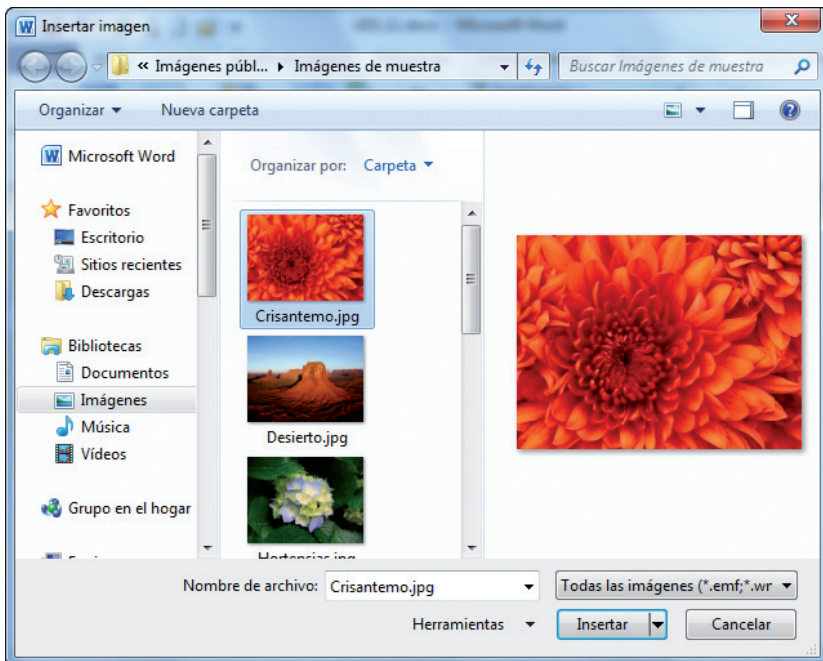 Insertar imagen
Imágenes públ... Imágenes de muestra
Buscar Imágenes de muestra
Organizar
Nueva carpeta
Microsoft Word
Favoritos
Escritorio
Sitios recientes
Descargas
Bibliotecas
Documentos
Imágenes
Música
Vídeos
Grupo en el hogar
Organizar por: Carpeta
Crisantemo.jpg
Desierto.jpg
Hortensias.jpg
Nombre de archivo: Crisantemo.jpg
Todas las imágenes (*.emf;*.wr
Herramientas
Insertar
Cancelar